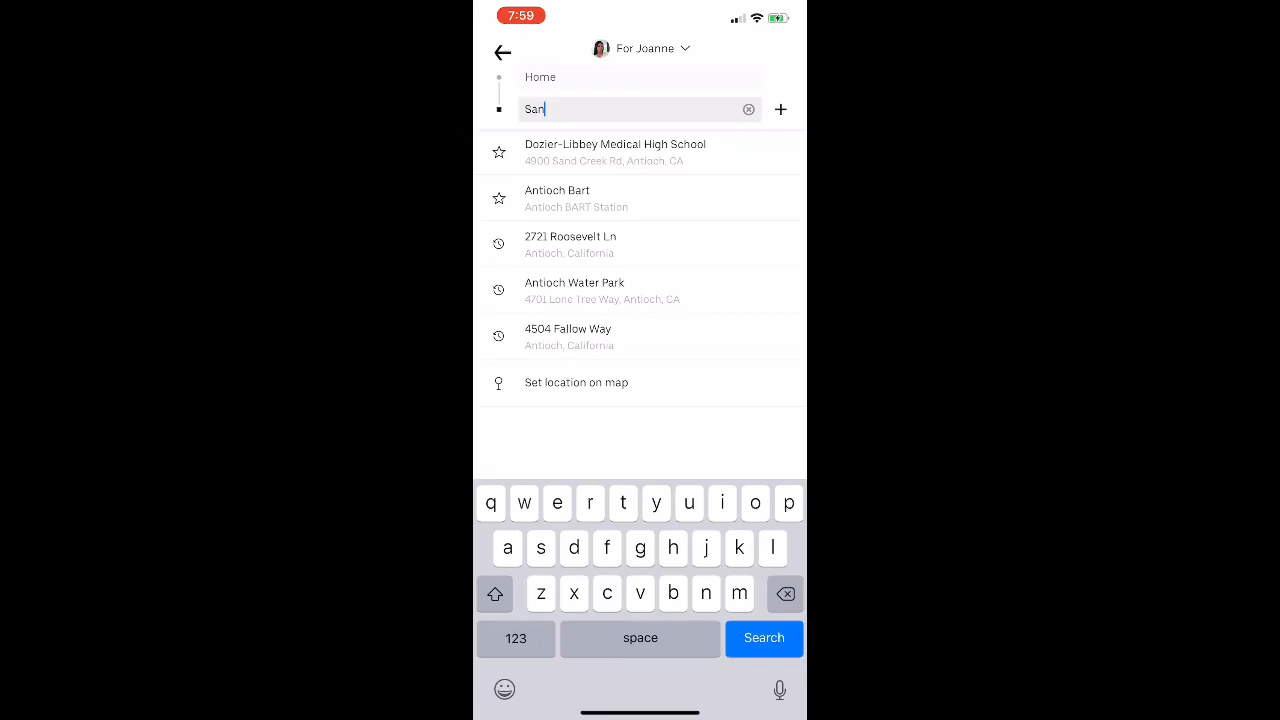 7:59
For Joanne
Home
San
Dozier-Libbey Medical High School
4900 Sand Creek Rd, Antioch, CA
Antioch Bart
Antioch BART Station
2721 Roosevelt Ln
Antioch, California
Antioch Water Park
4701 Lone Tree Way, Antioch, CA
4504 Fallow Way
Antioch, California
Set location on map
q w e r t y u i o p
a s d f g h j k l
z x c v b n m
123 space Search